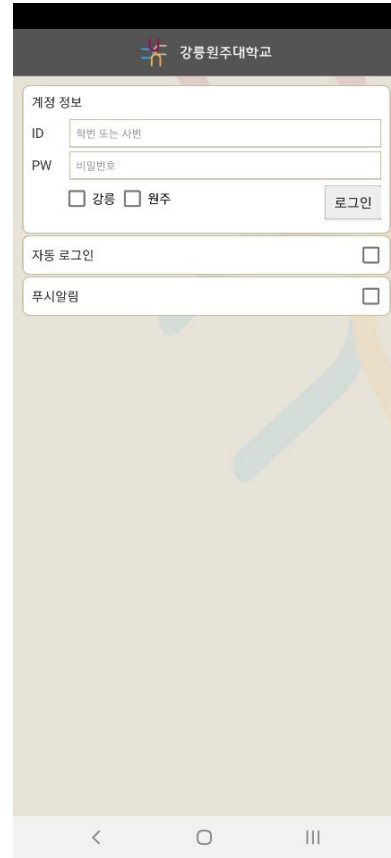 강릉원주대학교
계정 정보
ID 학번 또는 사번
PW 비밀번호
강릉 원주 로그인
자동 로그인
푸시알림